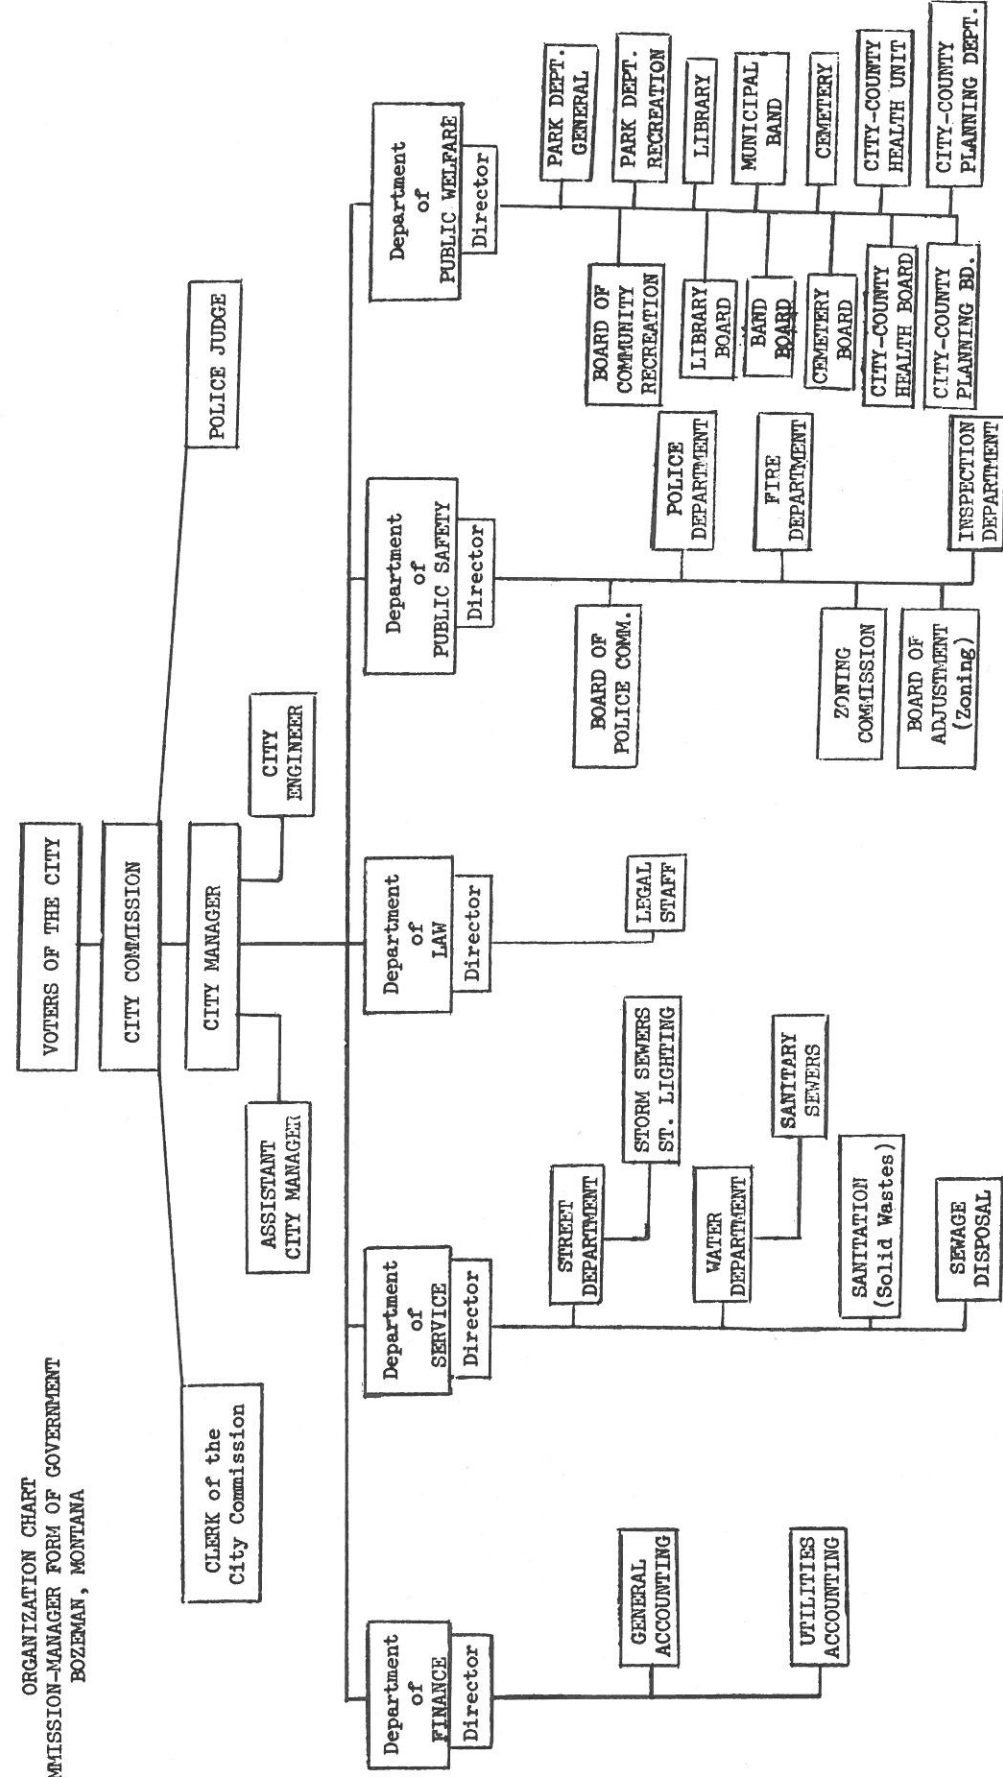 ORGANIZATION CHART
MMISSION-MANAGER FORM OF GOVERNMENT
BOZEMAN, MONTANA
VOTERS OF THE CITY
CITY COMMISSION
CLERK of the
City Commission
POLICE JUDGE
CITY MANAGER
ASSISTANT
CITY MANAGER
CITY
ENGINEER
Department
of
FINANCE
Director
GENERAL
ACCOUNTING
UTILITIES
ACCOUNTING
Department
of
SERVICE
Director
STREET
DEPARTMENT
STORM SEWERS
ST. LIGHTING
WATER
DEPARTMENT
SANITARY
SEWERS
SANITATION
(Solid Wastes)
SEWAGE
DISPOSAL
Department
of
LAW
Director
LEGAL
STAFF
Department
of
PUBLIC SAFETY
Director
BOARD OF
POLICE COMM.
POLICE
DEPARTMENT
FIRE
DEPARTMENT
ZONING
COMMISSION
BOARD OF
ADJUSTMENT
(Zoning)
INSPECTION
DEPARTMENT
Department
of
PUBLIC WELFARE
Director
PARK DEPT.
GENERAL
BOARD OF
COMMUNITY
RECREATION
PARK DEPT.
RECREATION
LIBRARY
BOARD
LIBRARY
BAND
BOARD
MUNICIPAL
BAND
CEMETERY
BOARD
CEMETERY
CITY-COUNTY
HEALTH BOARD
CITY-COUNTY
HEALTH UNIT
CITY-COUNTY
PLANNING BD.
CITY-COUNTY
PLANNING DEPT.